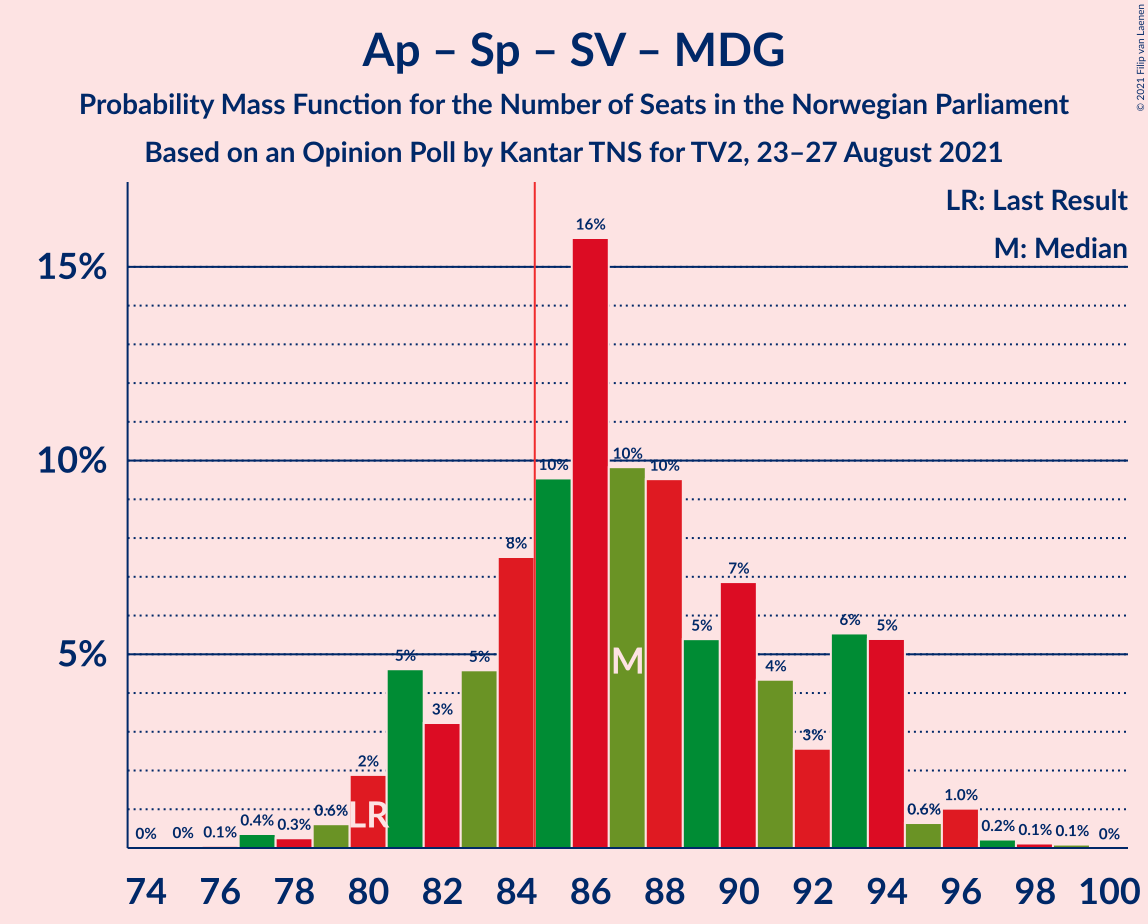 Ap – Sp – SV – MDG
Probability Mass Function for the Number of Seats in the Norwegian Parliament
Based on an Opinion Poll by Kantar TNS for TV2, 23–27 August 2021
© 2021 Filip van Laenen
LR: Last Result
M: Median
15%
10%
5%
0% 0% 0.1% 0.4% 0.3% 0.6% 2% 5% 3% 5% 8% 10% 16% 10% 10% 5% 7% 4% 3% 6% 5% 0.6% 1.0% 0.2% 0.1% 0.1% 0%
LR
M
74 76 78 80 82 84 86 88 90 92 94 96 98 100